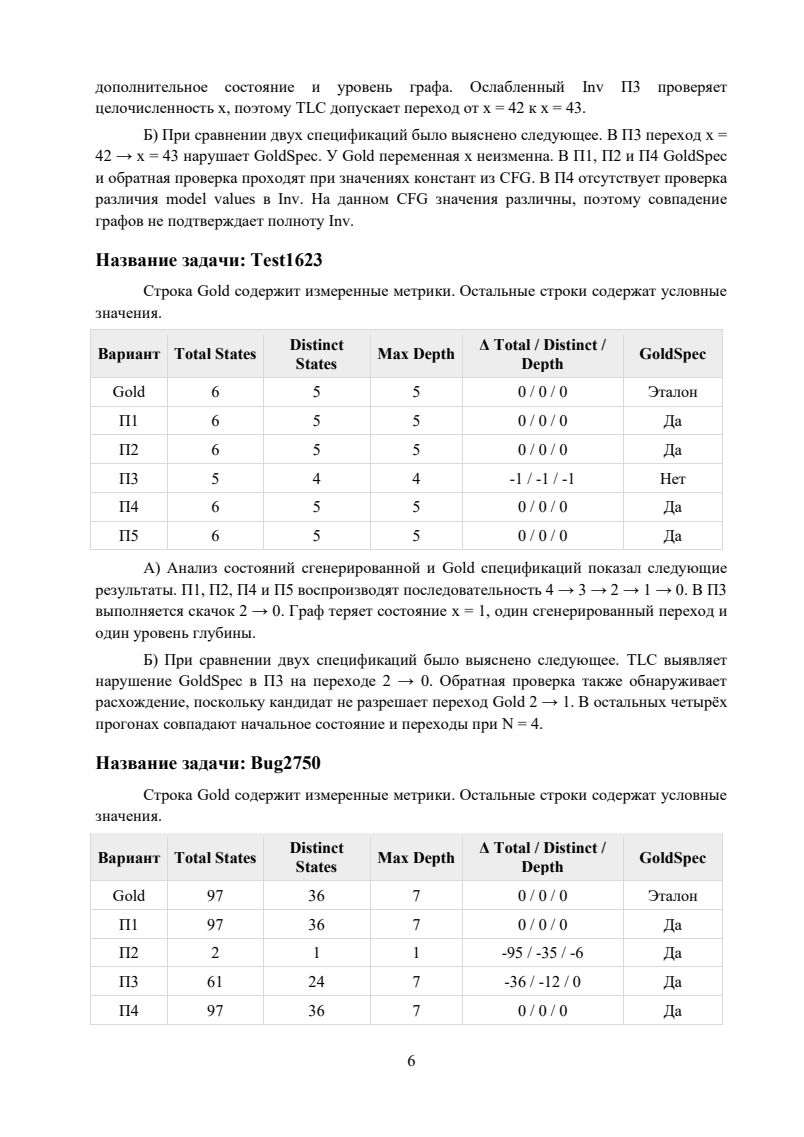 дополнительное состояние и уровень графа. Ослабленный Inv П3 проверяет
целочисленность x, поэтому TLC допускает переход от x = 42 к x = 43.
Б) При сравнении двух спецификаций было выяснено следующее. В П3 переход x =
42 → x = 43 нарушает GoldSpec. У Gold переменная x неизменна. В П1, П2 и П4 GoldSpec
и обратная проверка проходят при значениях констант из CFG. В П4 отсутствует проверка
различия model values в Inv. На данном CFG значения различны, поэтому совпадение
графов не подтверждает полноту Inv.
Название задачи: Test1623
Строка Gold содержит измеренные метрики. Остальные строки содержат условные
значения.
Вариант Total States Distinct States Max Depth Δ Total / Distinct / Depth GoldSpec
Gold 6 5 5 0 / 0 / 0 Эталон
П1 6 5 5 0 / 0 / 0 Да
П2 6 5 5 0 / 0 / 0 Да
П3 5 4 4 -1 / -1 / -1 Нет
П4 6 5 5 0 / 0 / 0 Да
П5 6 5 5 0 / 0 / 0 Да
А) Анализ состояний сгенерированной и Gold спецификаций показал следующие
результаты. П1, П2, П4 и П5 воспроизводят последовательность 4 → 3 → 2 → 1 → 0. В П3
выполняется скачок 2 → 0. Граф теряет состояние x = 1, один сгенерированный переход и
один уровень глубины.
Б) При сравнении двух спецификаций было выяснено следующее. TLC выявляет
нарушение GoldSpec в П3 на переходе 2 → 0. Обратная проверка также обнаруживает
расхождение, поскольку кандидат не разрешает переход Gold 2 → 1. В остальных четырёх
прогонах совпадают начальное состояние и переходы при N = 4.
Название задачи: Bug2750
Строка Gold содержит измеренные метрики. Остальные строки содержат условные
значения.
Вариант Total States Distinct States Max Depth Δ Total / Distinct / Depth GoldSpec
Gold 97 36 7 0 / 0 / 0 Эталон
П1 97 36 7 0 / 0 / 0 Да
П2 2 1 1 -95 / -35 / -6 Да
П3 61 24 7 -36 / -12 / 0 Да
П4 97 36 7 0 / 0 / 0 Да
6